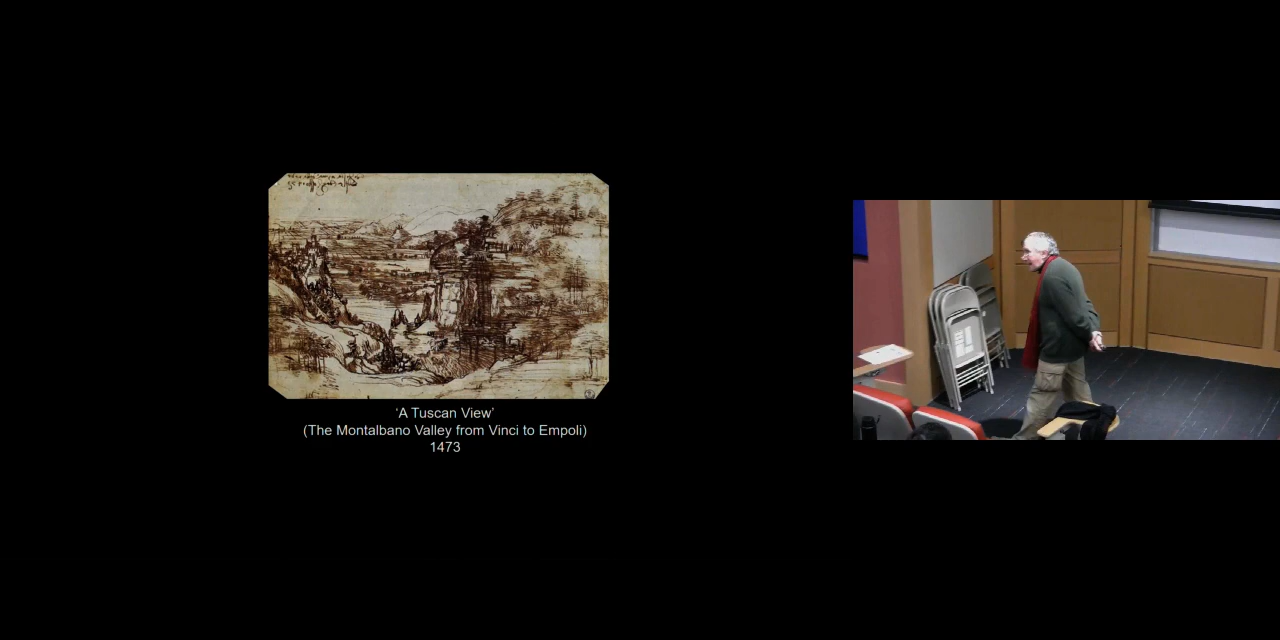 ‘A Tuscan View’
(The Montalbano Valley from Vinci to Empoli)
1473